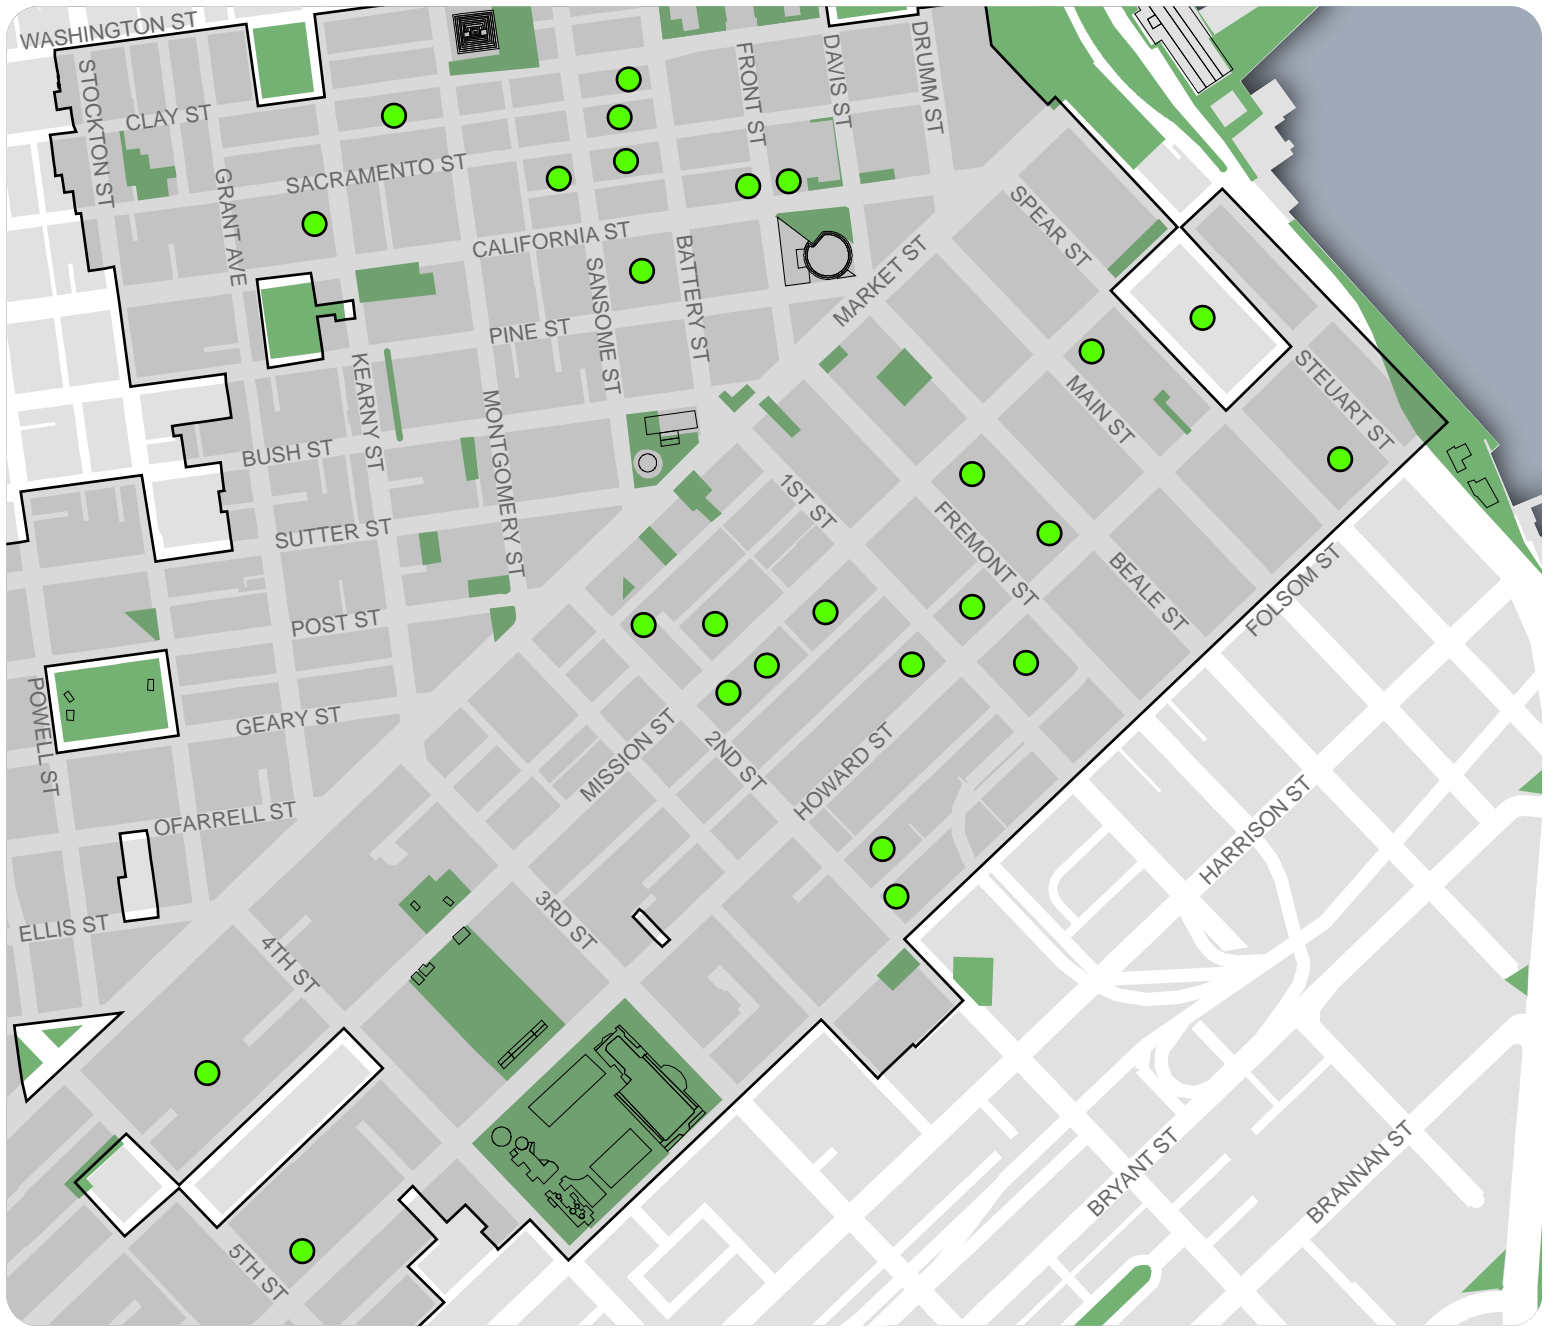 WASHINGTON ST
STOCKTON ST
CLAY ST
FRONT ST
DAVIS ST
DRUMM ST
SACRAMENTO ST
GRANT AVE
CALIFORNIA ST
SPEAR ST
MARKET ST
SANSOME ST
BATTERY ST
PINE ST
KEARNY ST
MONTGOMERY ST
STEUART ST
MAIN ST
BUSH ST
SUTTER ST
1ST ST
FREMONT ST
BEALE ST
FOLSOM ST
POST ST
POWELL ST
GEARY ST
MISSION ST
2ND ST
HOWARD ST
OFARRELL ST
HARRISON ST
ELLIS ST
3RD ST
4TH ST
BRYANT ST
BRANNAN ST
5TH ST